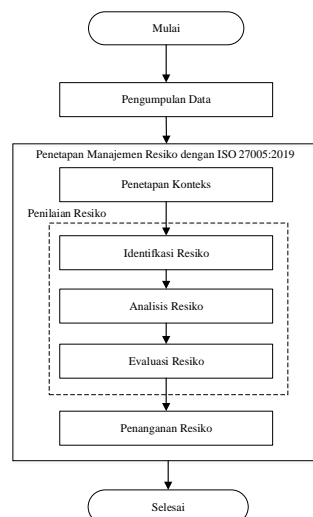 Mulai
Pengumpulan Data
Penetapan Manajemen Resiko dengan ISO 27005:2019
Penetapan Konteks
Penilaian Resiko
Identifkasi Resiko
Analisis Resiko
Evaluasi Resiko
Penanganan Resiko
Selesai